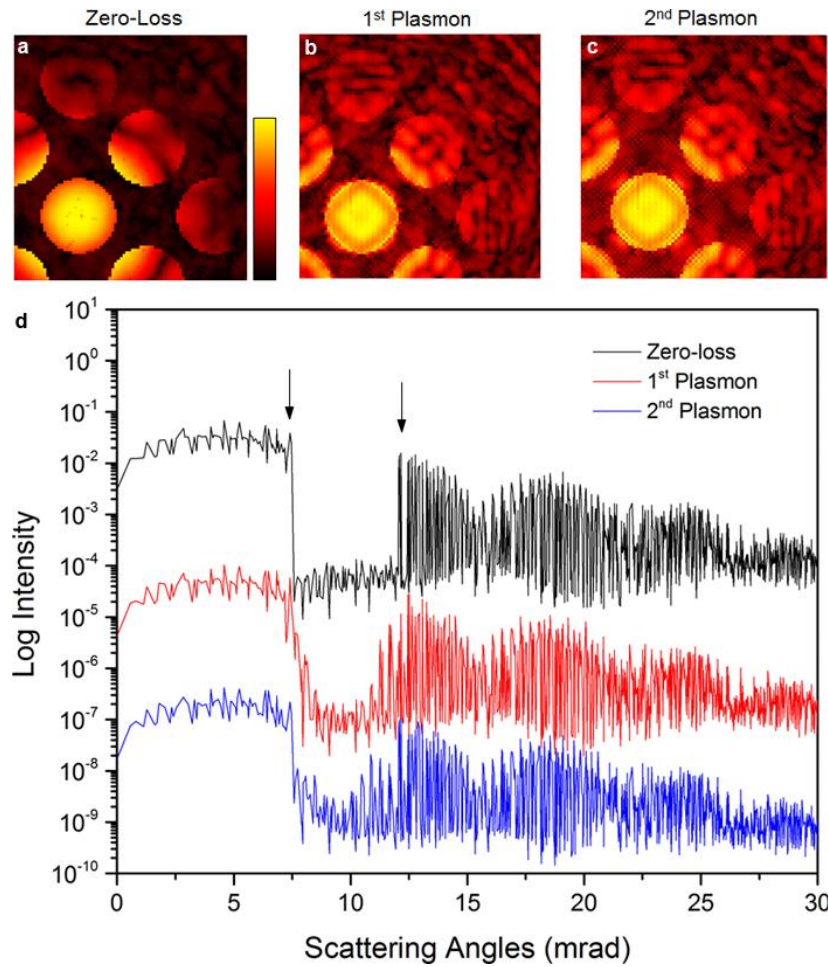 Zero-Loss
1st Plasmon
2nd Plasmon
a
b
c
d
10^1
10^0
10^-1
10^-2
10^-3
10^-4
10^-5
10^-6
10^-7
10^-8
10^-9
10^-10
Log Intensity
Zero-loss
1st Plasmon
2nd Plasmon
0 5 10 15 20 25 30
Scattering Angles (mrad)